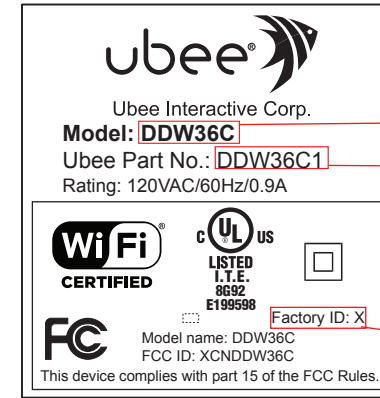 ubee®
Ubee Interactive Corp.
Model: DDW36C
Ubee Part No.: DDW36C1
Rating: 120VAC/60Hz/0.9A
Wi Fi®
CERTIFIED
C UL US
LISTED
I.T.E.
8G92
E199598
Factory ID: X
FC
Model name: DDW36C
FCC ID: XCNDDW36C
This device complies with part 15 of the FCC Rules.